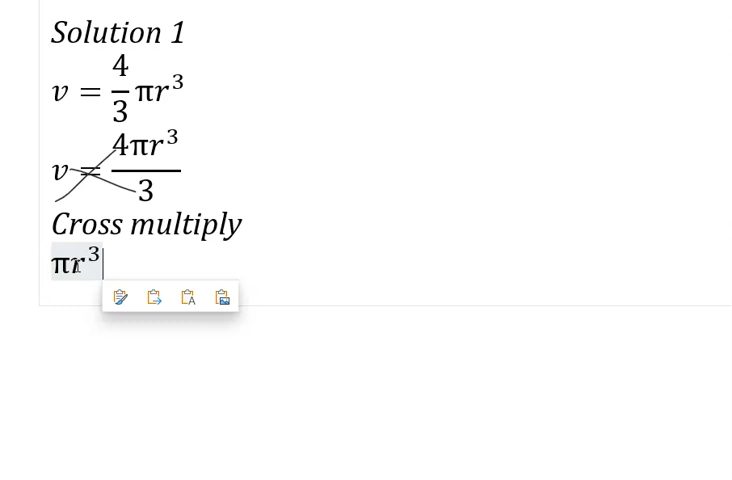 Solution 1
v = 4/3 πr³
v = 4πr³/3
Cross multiply
πr³